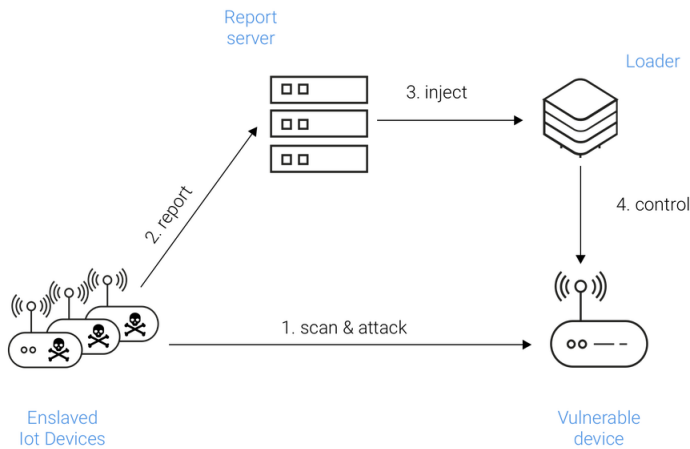 Report
server
Loader
3. inject
2. report
4. control
1. scan & attack
Enslaved
Iot Devices
Vulnerable
device